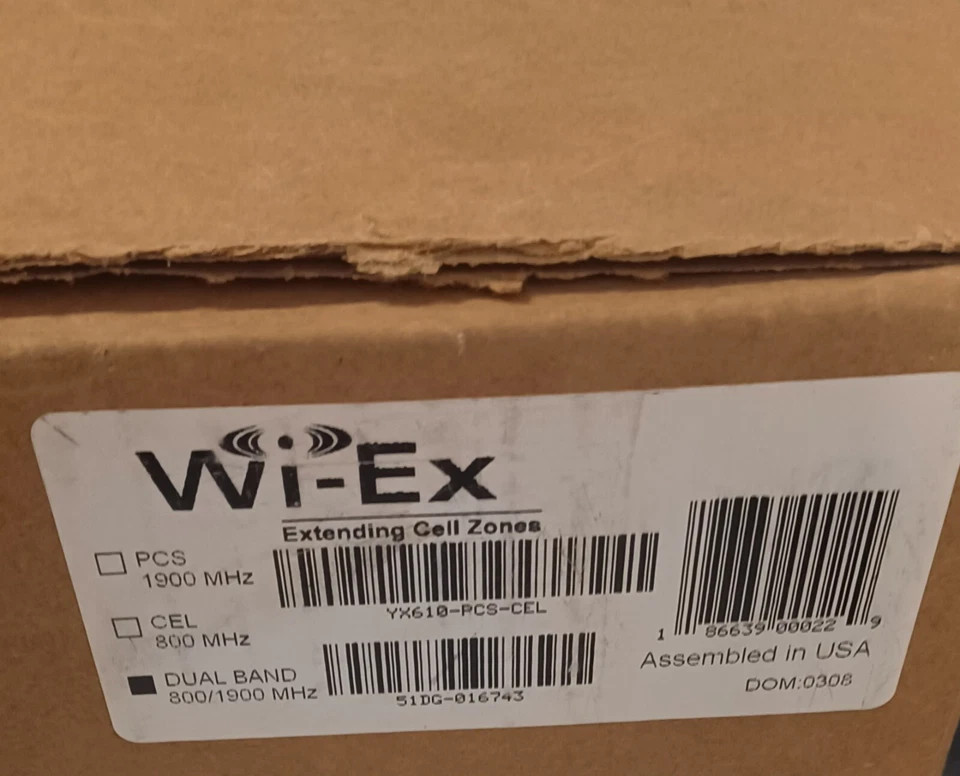 Wi-Ex
Extending Cell Zones
PCS
1900 MHz
YX610-PCS-CEL
CEL
800 MHz
DUAL BAND
800/1900 MHz
51DG-016743
1 86639 00022 9
Assembled in USA
DOM:0308